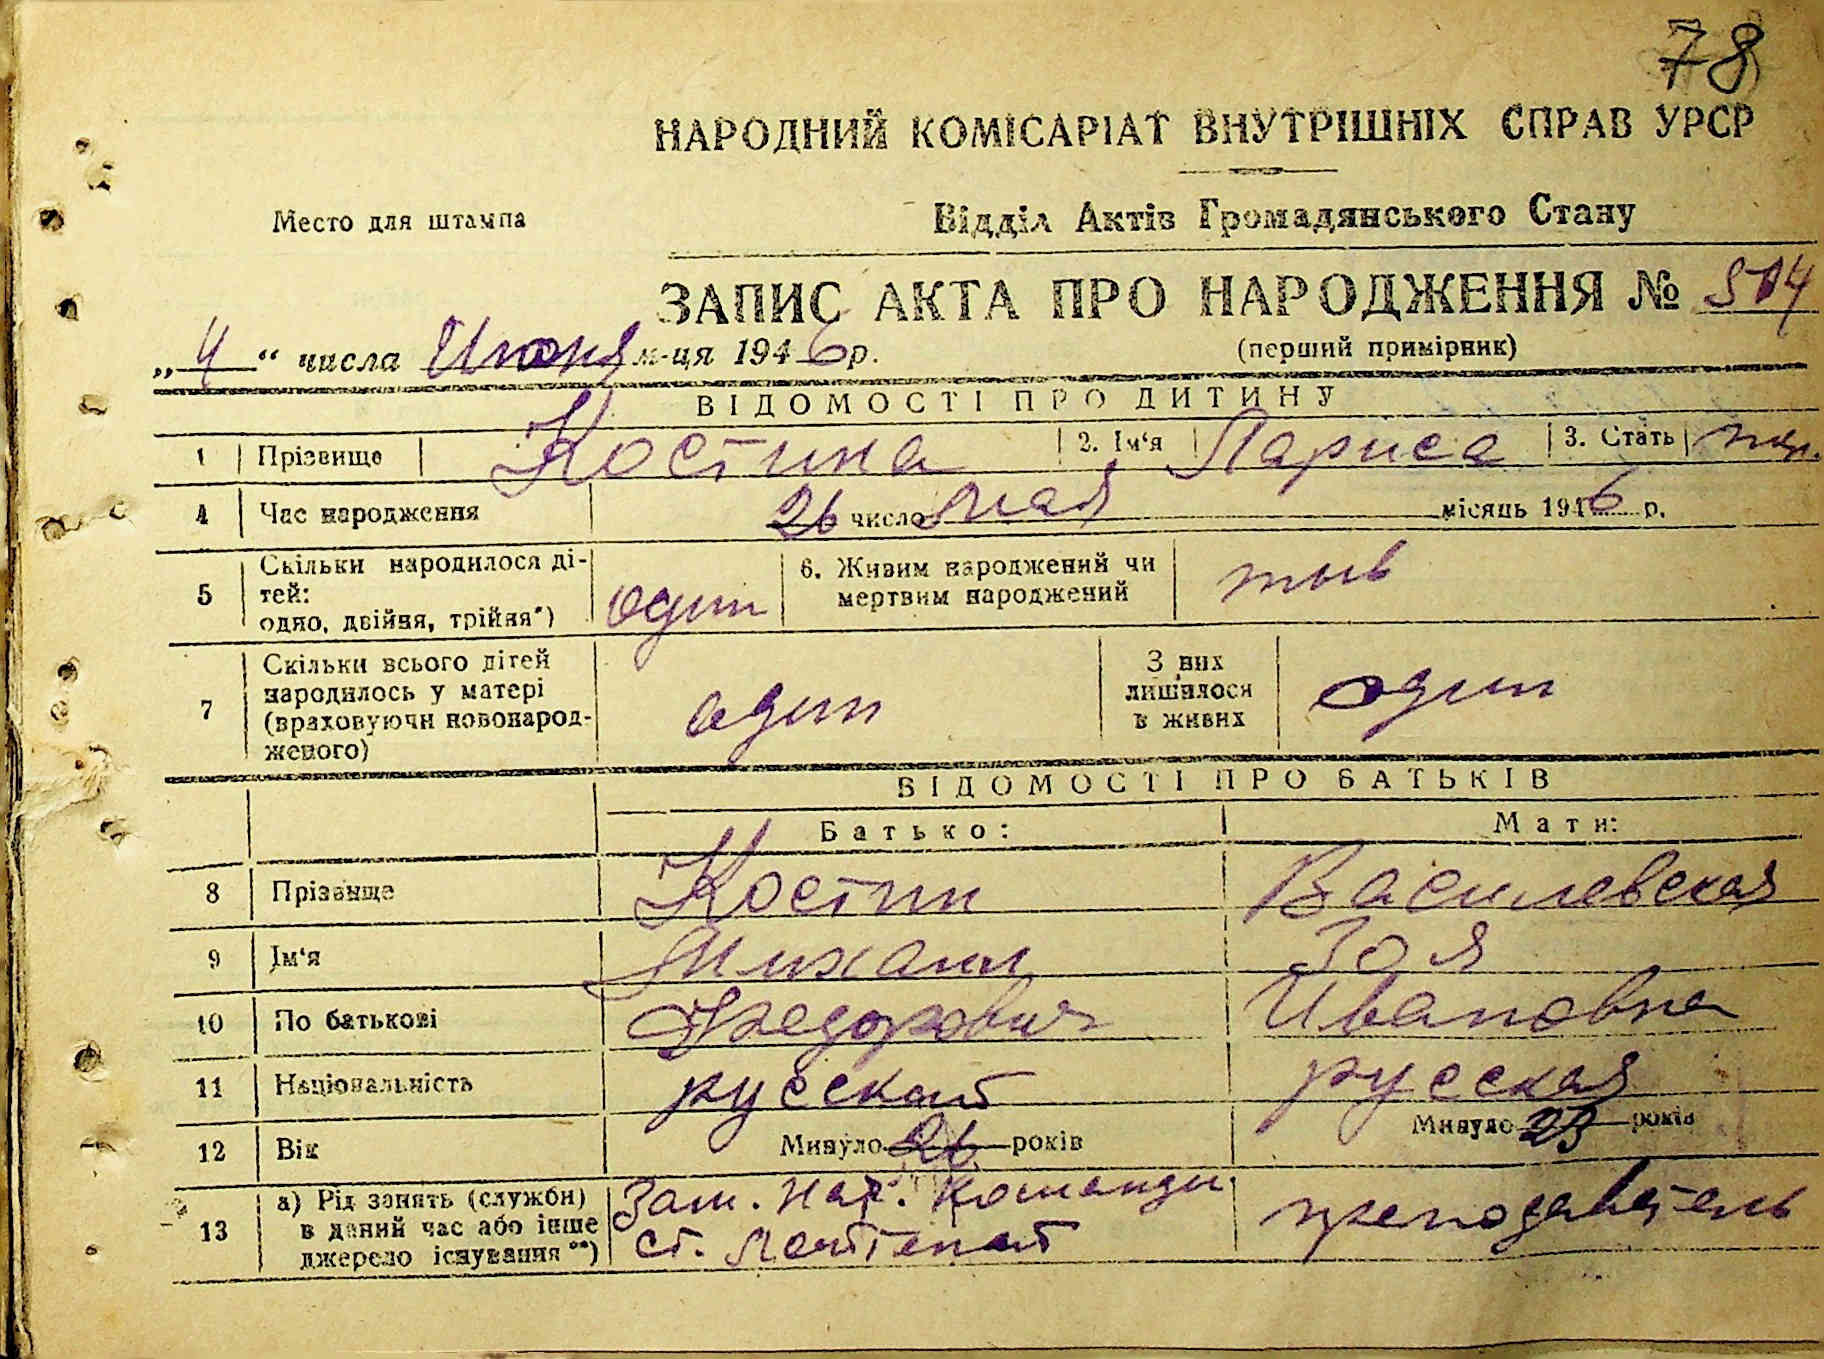 78
НАРОДНИЙ КОМІСАРІАТ ВНУТРІШНІХ СПРАВ УРСР
Место для штампа
Відділ Актів Громадянського Стану
ЗАПИС АКТА ПРО НАРОДЖЕННЯ № 504
„4“ числа Июня м-ця 1946 р.
(перший примірник)
ВІДОМОСТІ ПРО ДИТИНУ
1 Прізвище Костина 2. Ім‘я Лариса 3. Стать
4 Час народження 26 число мая місяць 1946 р.
5 Скільки народилося ді-
тей:
одно, двійня, трійня*) один
6. Живим народжений чи
мертвим народжений жив
7 Скільки всього дітей
народилось у матері
(враховуючи новонарод-
женого) один
З них
лишилося
в живих один
ВІДОМОСТІ ПРО БАТЬКІВ
Батько: Мати:
8 Прізвище Костин Василевская
9 Ім‘я Михаил Зоя
10 По батькові Федорович Ивановна
11 Національність русский русская
12 Вік Минуло 26 років Минуло 23 років
13 а) Рід занять (служби)
в даний час або інше
джерело існування**)
Зам. нач. команды
ст. лейтенант
преподаватель